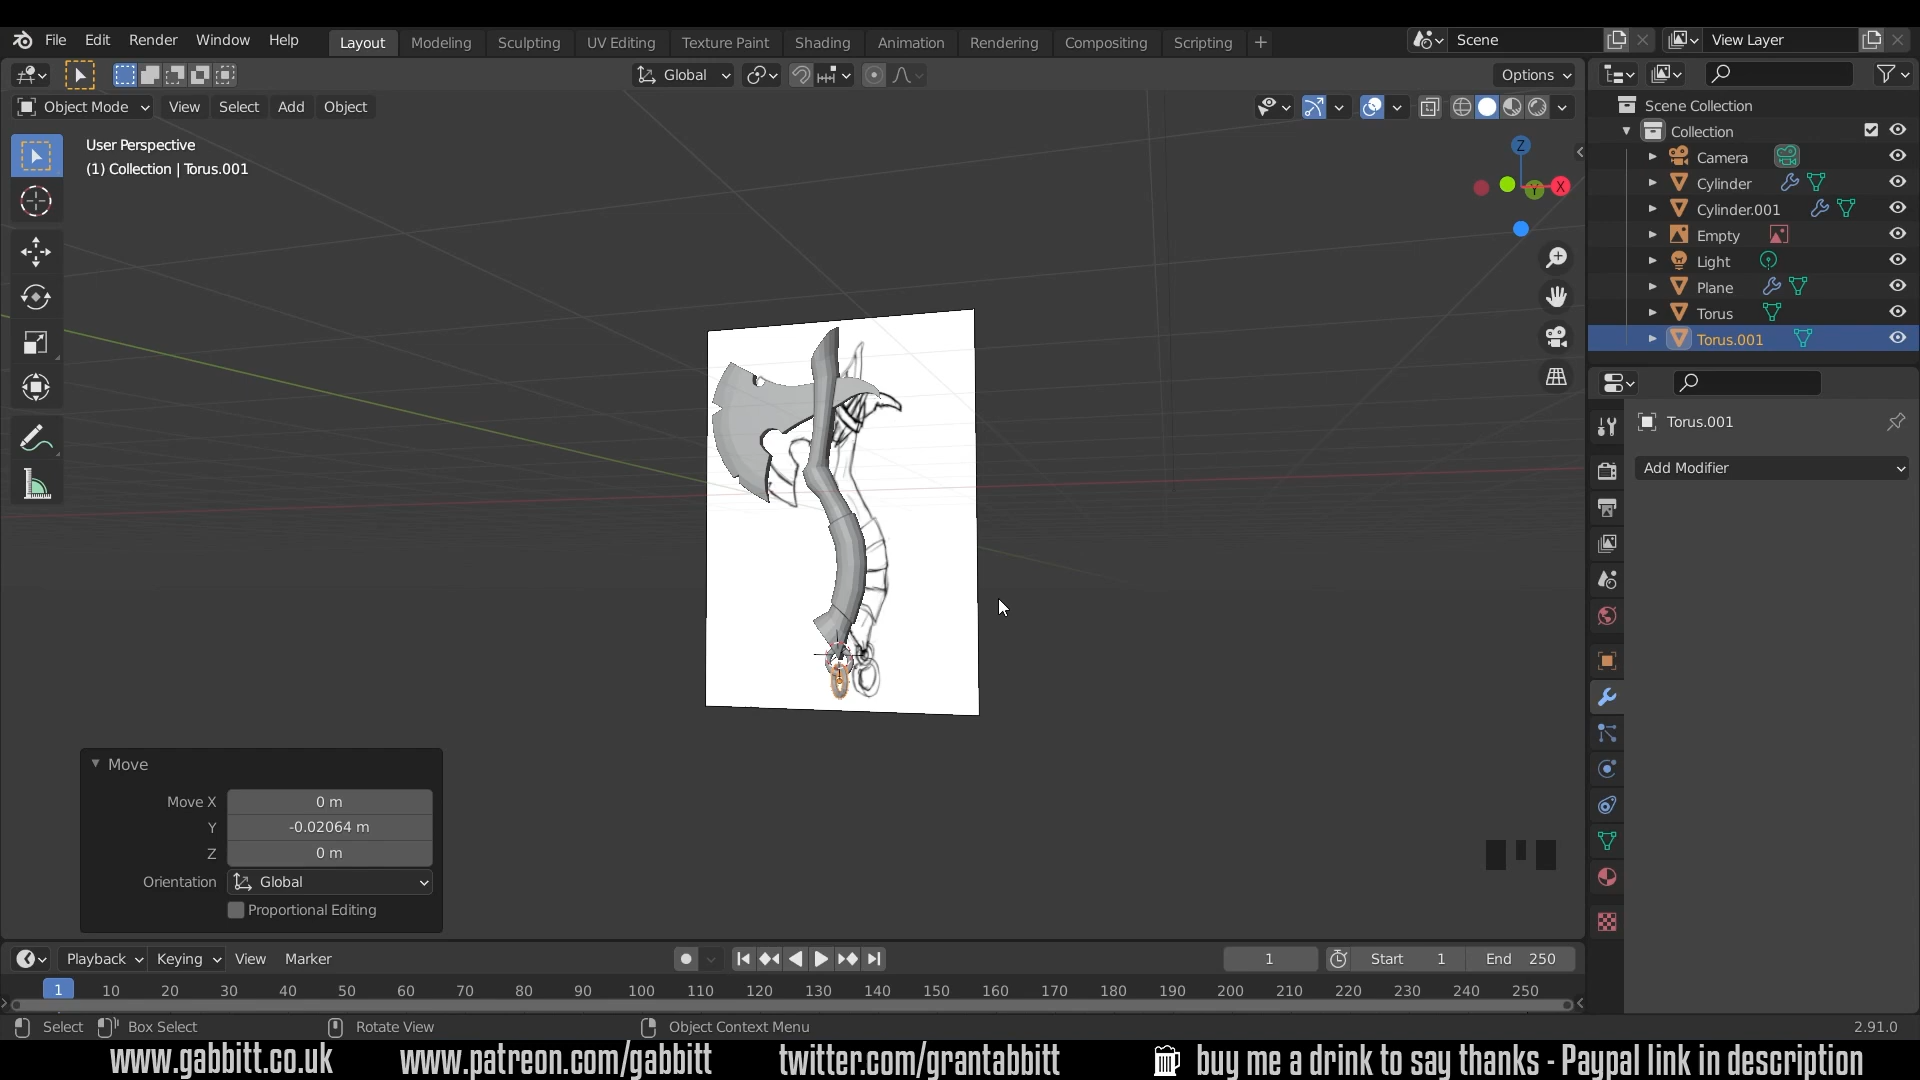 File Edit Render Window Help Layout Modeling Sculpting UV Editing Texture Paint Shading Animation Rendering Compositing Scripting Scene View Layer
Global Options
Object Mode View Select Add Object
User Perspective
(1) Collection | Torus.001
Z
X
Y
Scene Collection
Collection
Camera
Cylinder
Cylinder.001
Empty
Light
Plane
Torus
Torus.001
Torus.001
Add Modifier
Move
Move X 0 m
Y -0.02064 m
Z 0 m
Orientation Global
Proportional Editing
Playback Keying View Marker 1 Start 1 End 250
1 10 20 30 40 50 60 70 80 90 100 110 120 130 140 150 160 170 180 190 200 210 220 230 240 250
Select Box Select Rotate View Object Context Menu 2.91.0
www.gabbitt.co.uk www.patreon.com/gabbitt twitter.com/grantabbitt buy me a drink to say thanks - Paypal link in description